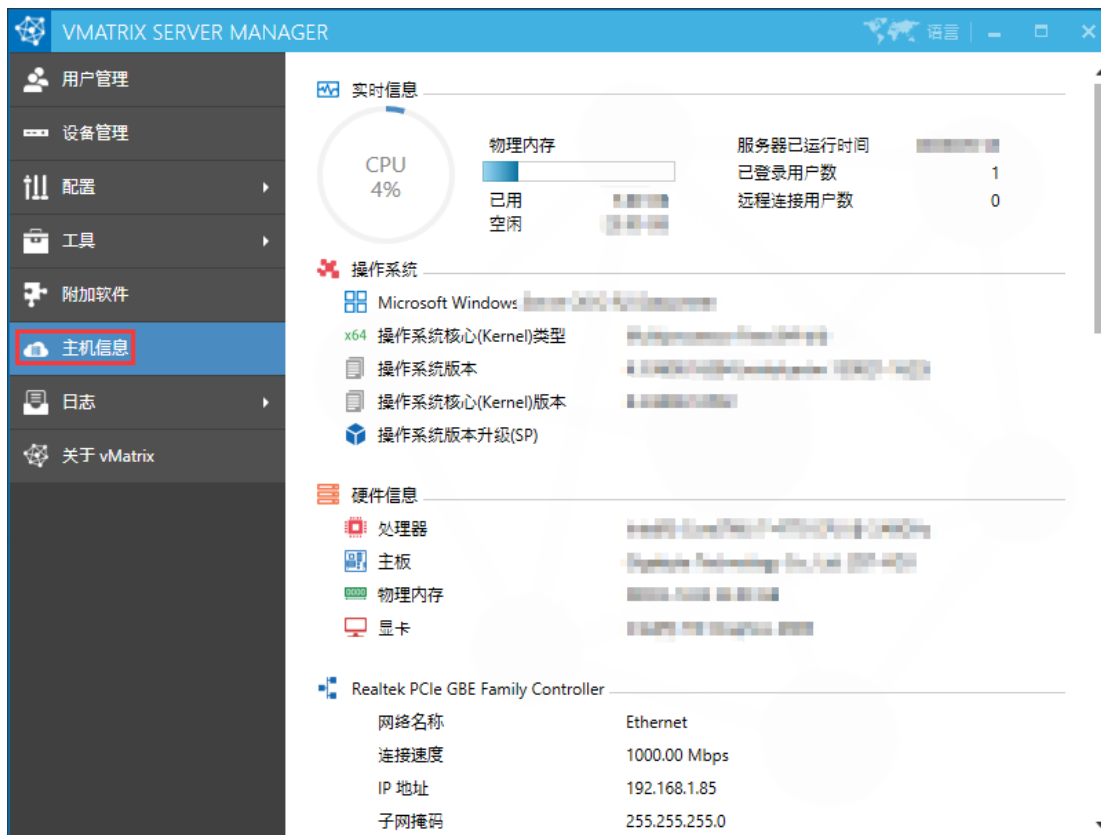 VMATRIX SERVER MANAGER 语言
用户管理
设备管理
配置
工具
附加软件
主机信息
日志
关于 vMatrix
实时信息
CPU
4%
物理内存
已用
空闲
服务器已运行时间
已登录用户数 1
远程连接用户数 0
操作系统
Microsoft Windows
x64 操作系统核心(Kernel)类型
操作系统版本
操作系统核心(Kernel)版本
操作系统版本升级(SP)
硬件信息
处理器
主板
物理内存
显卡
Realtek PCIe GBE Family Controller
网络名称 Ethernet
连接速度 1000.00 Mbps
IP 地址 192.168.1.85
子网掩码 255.255.255.0